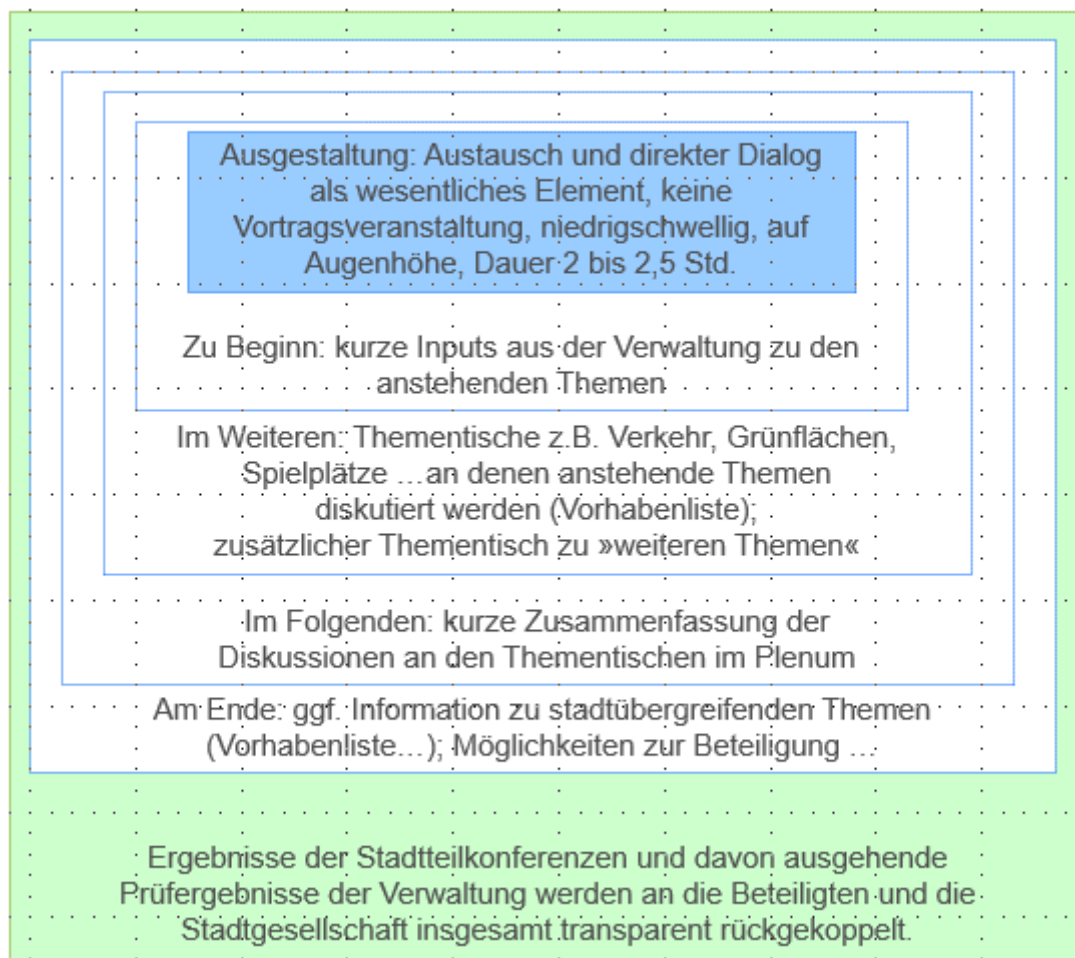 Ausgestaltung: Austausch und direkter Dialog
als wesentliches Element, keine
Vortragsveranstaltung, niedrigschwellig, auf
Augenhöhe, Dauer 2 bis 2,5 Std.
Zu Beginn: kurze Inputs aus der Verwaltung zu den
anstehenden Themen
Im Weiteren: Thementische z.B. Verkehr, Grünflächen,
Spielplätze … an denen anstehende Themen
diskutiert werden (Vorhabenliste);
zusätzlicher Thementisch zu »weiteren Themen«
Im Folgenden: kurze Zusammenfassung der
Diskussionen an den Thementischen im Plenum
Am Ende: ggf. Information zu stadtübergreifenden Themen
(Vorhabenliste…); Möglichkeiten zur Beteiligung …
Ergebnisse der Stadtteilkonferenzen und davon ausgehende
Prüfergebnisse der Verwaltung werden an die Beteiligten und die
Stadtgesellschaft insgesamt transparent rückgekoppelt.